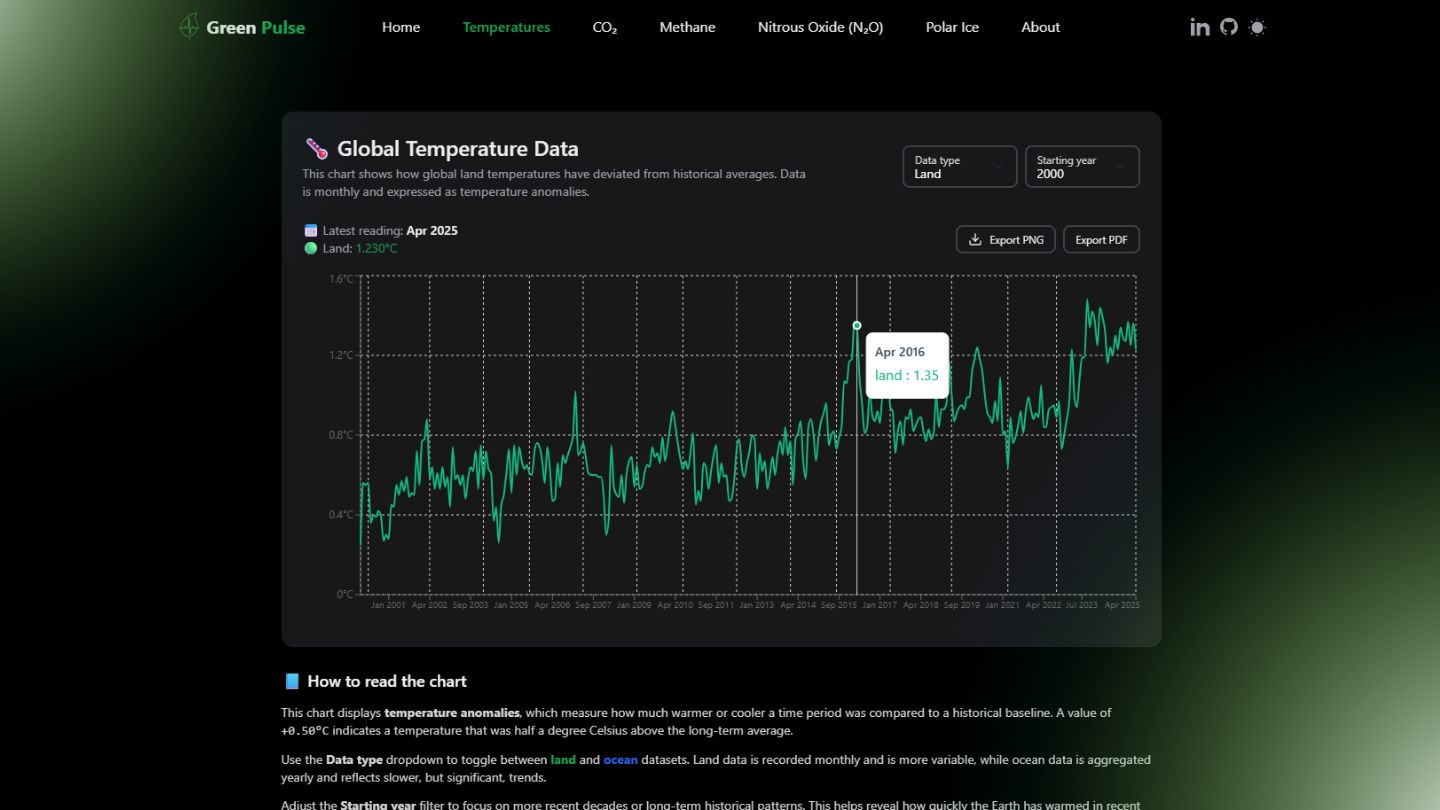 Green Pulse
Home
Temperatures
CO₂
Methane
Nitrous Oxide (N₂O)
Polar Ice
About
Global Temperature Data
This chart shows how global land temperatures have deviated from historical averages. Data
is monthly and expressed as temperature anomalies.
Data type
Land
Starting year
2000
Latest reading: Apr 2025
Land: 1.230°C
Export PNG
Export PDF
1.6°C
1.2°C
0.8°C
0.4°C
0°C
Apr 2016
land : 1.35
Jan 2001 Apr 2002 Sep 2003 Jan 2005 Apr 2006 Sep 2007 Jan 2009 Apr 2010 Sep 2011 Jan 2013 Apr 2014 Sep 2015 Jan 2017 Apr 2018 Sep 2019 Jan 2021 Apr 2022 Jul 2023 Apr 2025
How to read the chart
This chart displays temperature anomalies, which measure how much warmer or cooler a time period was compared to a historical baseline. A value of
+0.50°C indicates a temperature that was half a degree Celsius above the long-term average.
Use the Data type dropdown to toggle between land and ocean datasets. Land data is recorded monthly and is more variable, while ocean data is aggregated
yearly and reflects slower, but significant, trends.
Adjust the Starting year filter to focus on more recent decades or long-term historical patterns. This helps reveal how quickly the Earth has warmed in recent